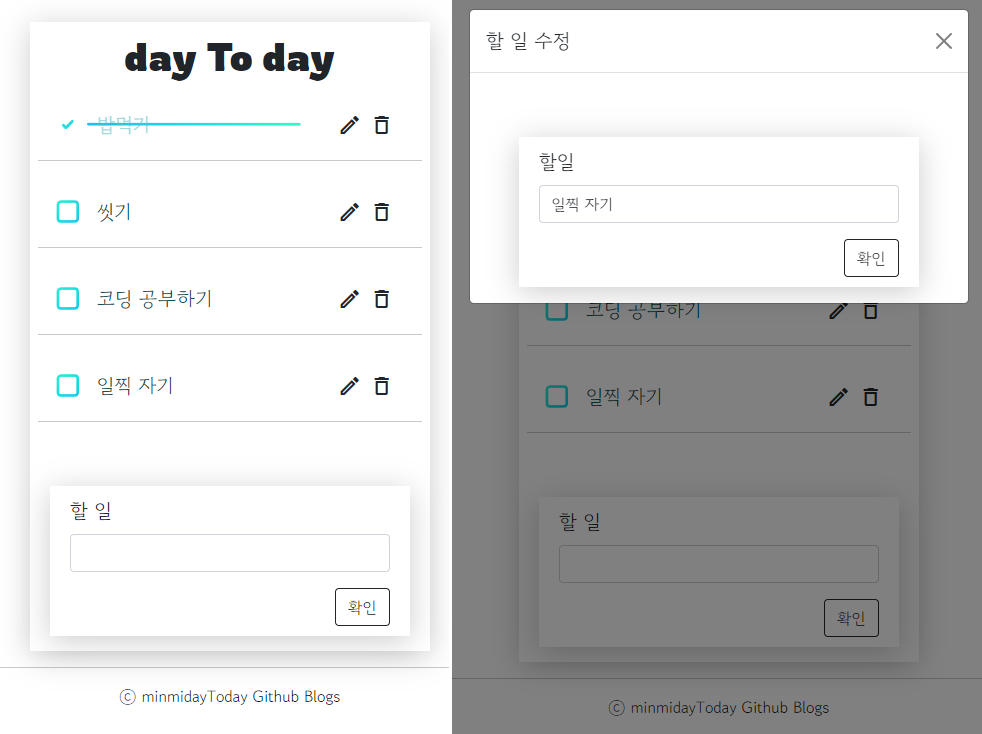 day To day
밥먹기
씻기
코딩 공부하기
일찍 자기
할 일
확인
ⓒ minmidayToday Github Blogs
할 일 수정
할일
일찍 자기
확인
코딩 공부하기
일찍 자기
할 일
확인
ⓒ minmidayToday Github Blogs